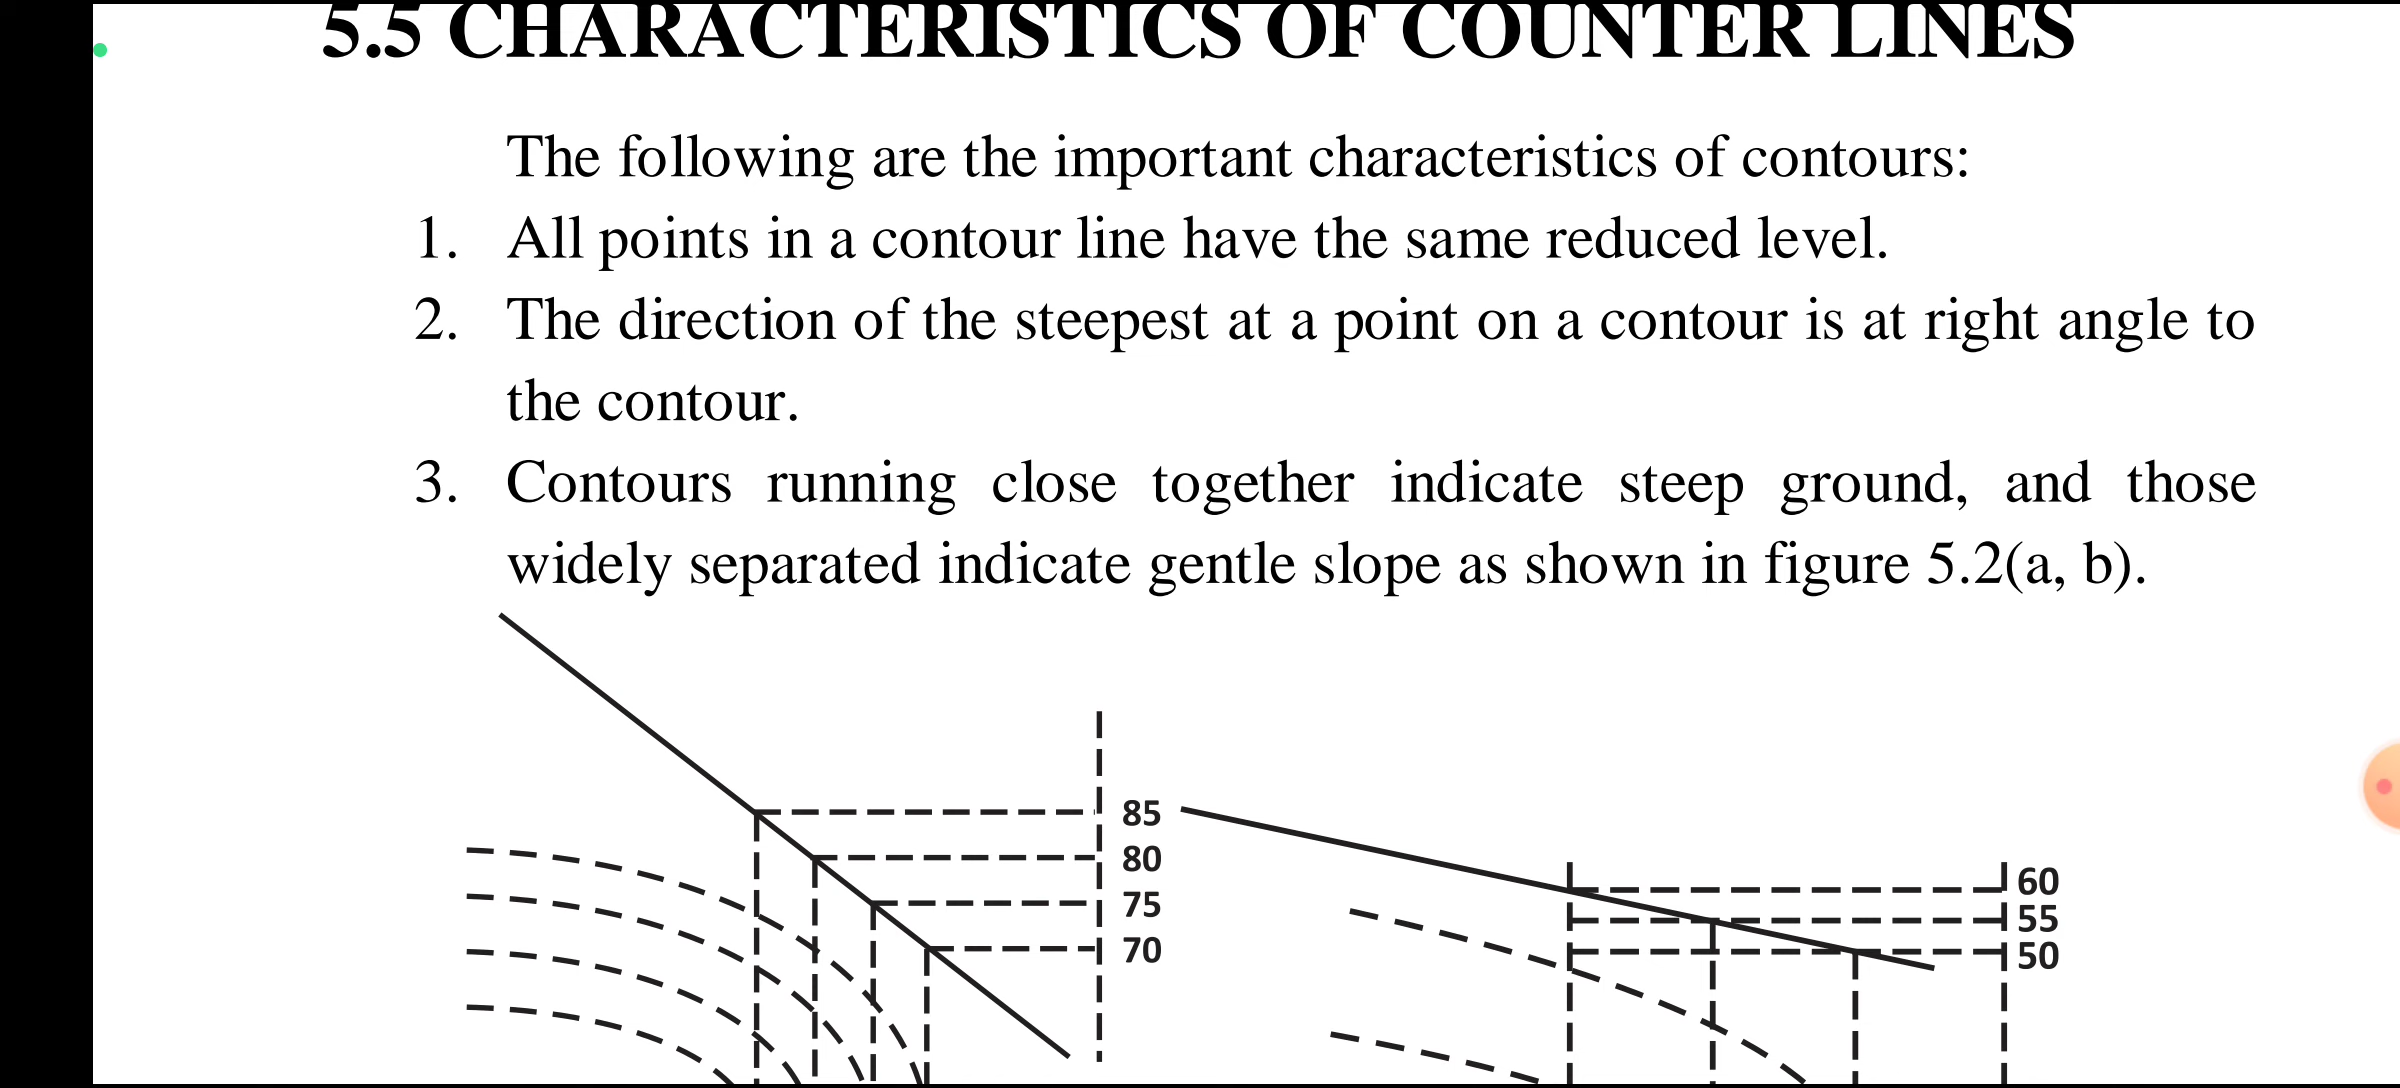 5.5 CHARACTERISTICS OF COUNTER LINES
The following are the important characteristics of contours:
1. All points in a contour line have the same reduced level.
2. The direction of the steepest at a point on a contour is at right angle to
the contour.
3. Contours running close together indicate steep ground, and those
widely separated indicate gentle slope as shown in figure 5.2(a, b).
85
80
75
70
60
55
50